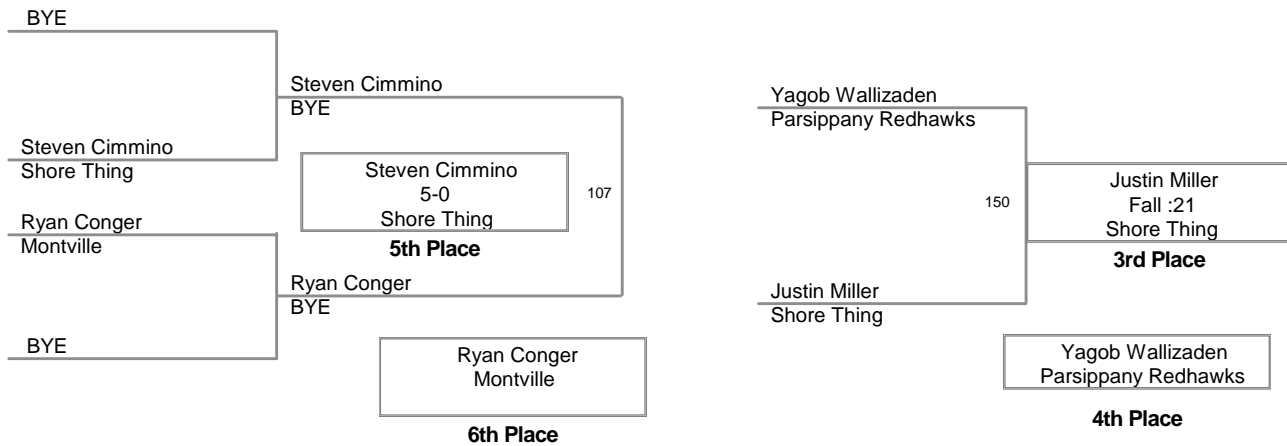 BYE
Steven Cimmino
BYE
Steven Cimmino
Shore Thing
Steven Cimmino
5-0
Shore Thing
5th Place
107
Ryan Conger
Montville
Ryan Conger
BYE
BYE
Ryan Conger
Montville
6th Place
Yagob Wallizaden
Parsippany Redhawks
150
Justin Miller
Fall :21
Shore Thing
3rd Place
Justin Miller
Shore Thing
Yagob Wallizaden
Parsippany Redhawks
4th Place